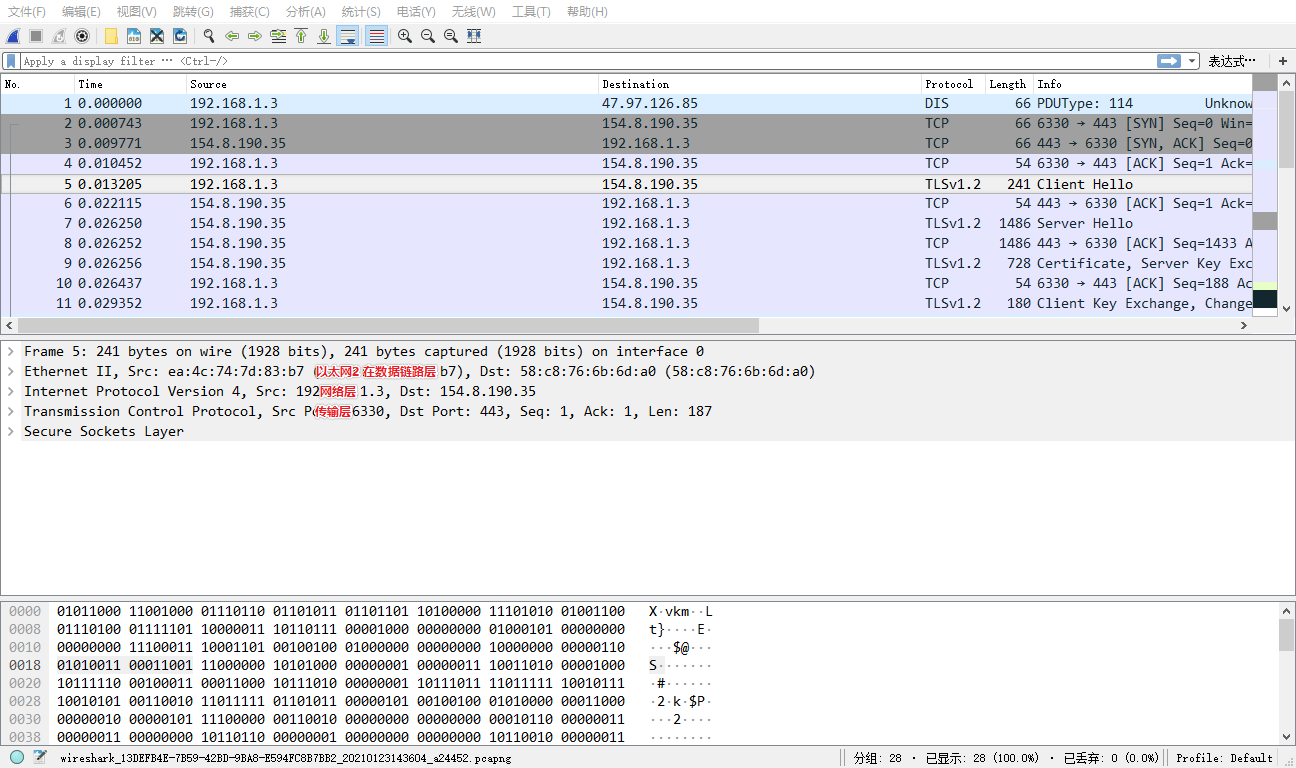 文件(F) 编辑(E) 视图(V) 跳转(G) 捕获(C) 分析(A) 统计(S) 电话(Y) 无线(W) 工具(T) 帮助(H)
Apply a display filter … <Ctrl-/> 表达式… +
No. Time Source Destination Protocol Length Info
1 0.000000 192.168.1.3 47.97.126.85 DIS 66 PDUType: 114 Unknow
2 0.000743 192.168.1.3 154.8.190.35 TCP 66 6330 → 443 [SYN] Seq=0 Win=
3 0.009771 154.8.190.35 192.168.1.3 TCP 66 443 → 6330 [SYN, ACK] Seq=0
4 0.010452 192.168.1.3 154.8.190.35 TCP 54 6330 → 443 [ACK] Seq=1 Ack=
5 0.013205 192.168.1.3 154.8.190.35 TLSv1.2 241 Client Hello
6 0.022115 154.8.190.35 192.168.1.3 TCP 54 443 → 6330 [ACK] Seq=1 Ack=
7 0.026250 154.8.190.35 192.168.1.3 TLSv1.2 1486 Server Hello
8 0.026252 154.8.190.35 192.168.1.3 TCP 1486 443 → 6330 [ACK] Seq=1433 A
9 0.026256 154.8.190.35 192.168.1.3 TLSv1.2 728 Certificate, Server Key Exc
10 0.026437 192.168.1.3 154.8.190.35 TCP 54 6330 → 443 [ACK] Seq=188 Ac
11 0.029352 192.168.1.3 154.8.190.35 TLSv1.2 180 Client Key Exchange, Change
Frame 5: 241 bytes on wire (1928 bits), 241 bytes captured (1928 bits) on interface 0
Ethernet II, Src: ea:4c:74:7d:83:b7 (以太网2 在数据链路层 b7), Dst: 58:c8:76:6b:6d:a0 (58:c8:76:6b:6d:a0)
Internet Protocol Version 4, Src: 192网络层 1.3, Dst: 154.8.190.35
Transmission Control Protocol, Src P传输层 6330, Dst Port: 443, Seq: 1, Ack: 1, Len: 187
Secure Sockets Layer
0000 01011000 11001000 01110110 01101011 01101101 10100000 11101010 01001100 X·vkm··L
0008 01110100 01111101 10000011 10110111 00001000 00000000 01000101 00000000 t}····E·
0010 00000000 11100011 10001101 00100100 01000000 00000000 10000000 00000110 ···$@···
0018 01010011 00011001 11000000 10101000 00000001 00000011 10011010 00001000 S·······
0020 10111110 00100011 00011000 10111010 00000001 10111011 11011111 10010111 ·#······
0028 10010101 00110010 11011111 01101011 00000101 00100100 01010000 00011000 ·2·k·$P·
0030 00000010 00000101 11100000 00110010 00000000 00000000 00010110 00000011 ···2····
0038 00000011 00000000 10110110 00000001 00000000 00000000 10110010 00000011 ········
wireshark_13DEFB4E-7B59-42BD-9BA8-E594FC8B7BB2_20210123143604_a24452.pcapng 分组: 28 · 已显示: 28 (100.0%) · 已丢弃: 0 (0.0%) Profile: Default